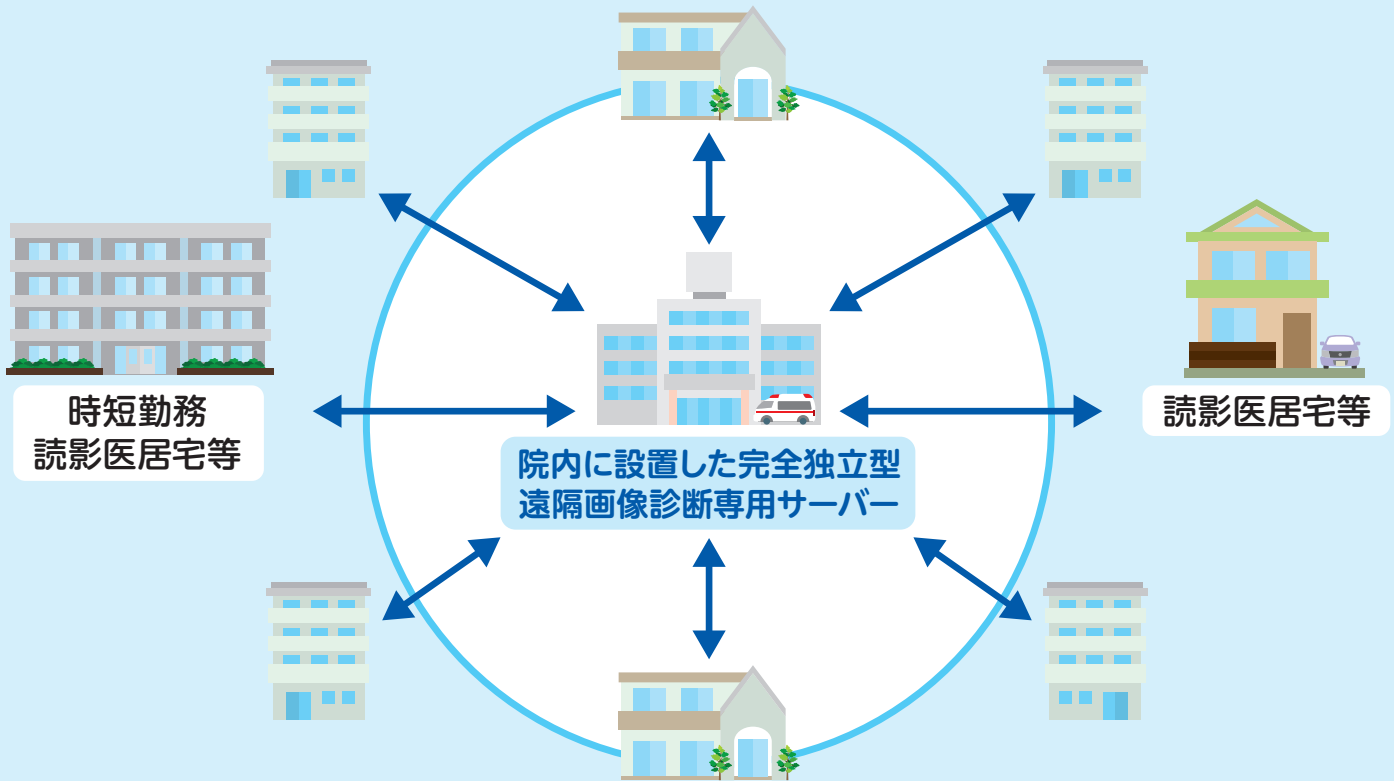 時短勤務
読影医居宅等
読影医居宅等
院内に設置した完全独立型
遠隔画像診断専用サーバー